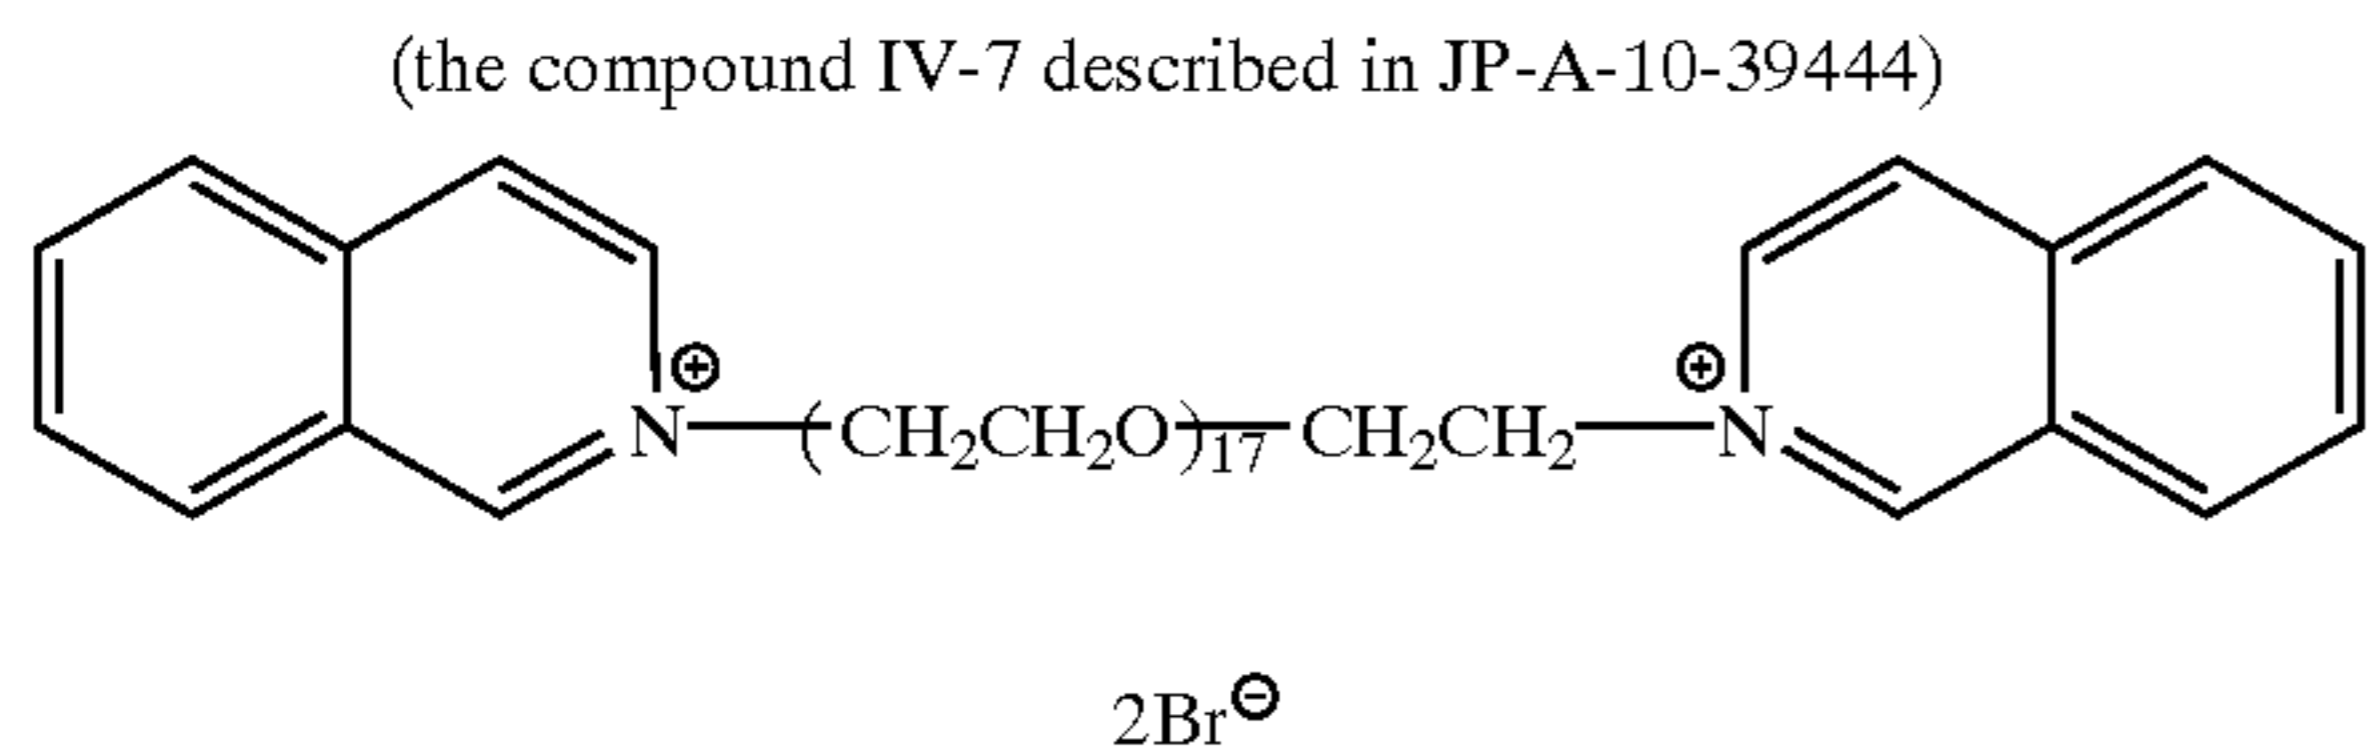 (the compound IV-7 described in JP-A-10-39444)
⊕ ⊕
N—(CH₂CH₂O)₁₇—CH₂CH₂—N
2Br⊖